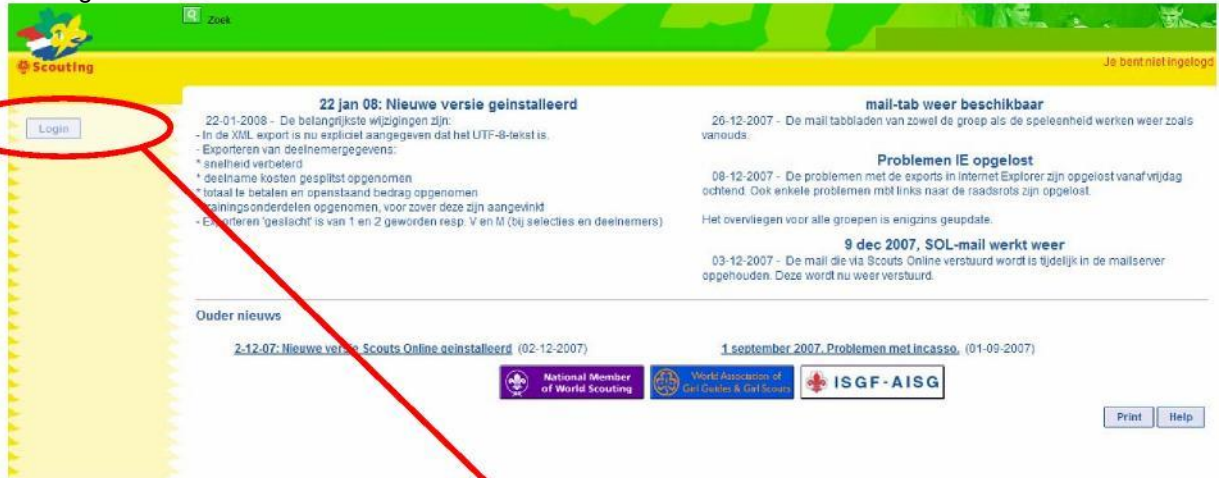 Zoek
Scouting
Je bent niet ingelogd
Login
22 jan 08: Nieuwe versie geinstalleerd
22-01-2008 - De belangrijkste wijzigingen zijn:
- In de XML export is nu expliciet aangegeven dat het UTF-8-tekst is.
- Exporteren van deelnemergegevens:
* snelheid verbeterd
* deelname kosten gesplitst opgenomen
* totaal te betalen en openstaand bedrag opgenomen
trainingsonderdelen opgenomen, voor zover deze zijn aangevinkt
- Exporteren 'geslacht' is van 1 en 2 geworden resp. V en M (bij selecties en deelnemers)
mail-tab weer beschikbaar
26-12-2007 - De mail tabbladen van zowel de groep als de speleenheid werken weer zoals
vanouds.
Problemen IE opgelost
08-12-2007 - De problemen met de exports in Internet Explorer zijn opgelost vanaf vrijdag
ochtend. Ook enkele problemen mbt links naar de raadsrots zijn opgelost.
Het overvliegen voor alle groepen is enigzins geupdate.
9 dec 2007, SOL-mail werkt weer
03-12-2007 - De mail die via Scouts Online verstuurd wordt is tijdelijk in de mailserver
opgehouden. Deze wordt nu weer verstuurd.
Ouder nieuws
2-12-07: Nieuwe versie Scouts Online geinstalleerd (02-12-2007)
1 september 2007. Problemen met incasso. (01-09-2007)
National Member
of World Scouting
World Association of
Girl Guides & Girl Scouts
ISGF-AISG
Print Help